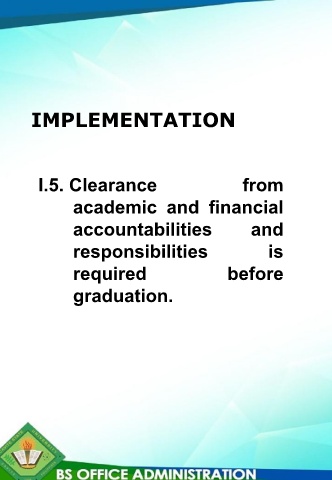 IMPLEMENTATION
I.5. Clearance from
academic and financial
accountabilities and
responsibilities is
required before
graduation.
BS OFFICE ADMINISTRATION